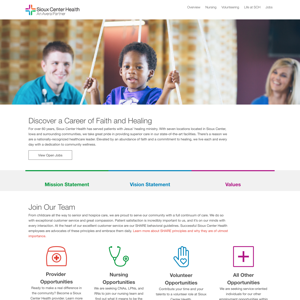 Sioux Center Health
An Avera Partner
Overview Nursing Volunteering Life at SCH Jobs
Discover a Career of Faith and Healing
For over 60 years, Sioux Center Health has served patients with Jesus' healing ministry. With seven locations located in Sioux Center,
Iowa and surrounding communities, we take great pride in providing superb care in our state of the art facilities. There's a reason we
are a nationally recognized healthcare leader. Elevated by an abundance of faith and a commitment to healing, we live each and every
day with a dedication to community wellness.
View Open Jobs
Mission Statement
Vision Statement
Values
Join Our Team
From childcare all the way to senior and hospice care, we are proud to serve our community with a full continuum of care. We do so
with exceptional customer service and great compassion! Patient satisfaction is incredibly important to us, and it's on our minds with
every interaction. At the heart of our excellent customer service are our SHARE behavioral guidelines. Successful Sioux Center Health
employees are advocates of these principles and embrace them daily. Learn more about SHARE principles and why they are of utmost
importance.
Provider
Opportunities
Ready to make a new difference
in the community? Become a Sioux
Center Health provider. Learn more
Nursing
Opportunities
We are seeking CNAs, LPNs, and
RNs to join our nursing team and
find out what it means to be the
Volunteer
Opportunities
Contribute your time and your
talents to a volunteer role at Sioux
Center Health.
All Other
Opportunities
We are seeking service-oriented
individuals for any other